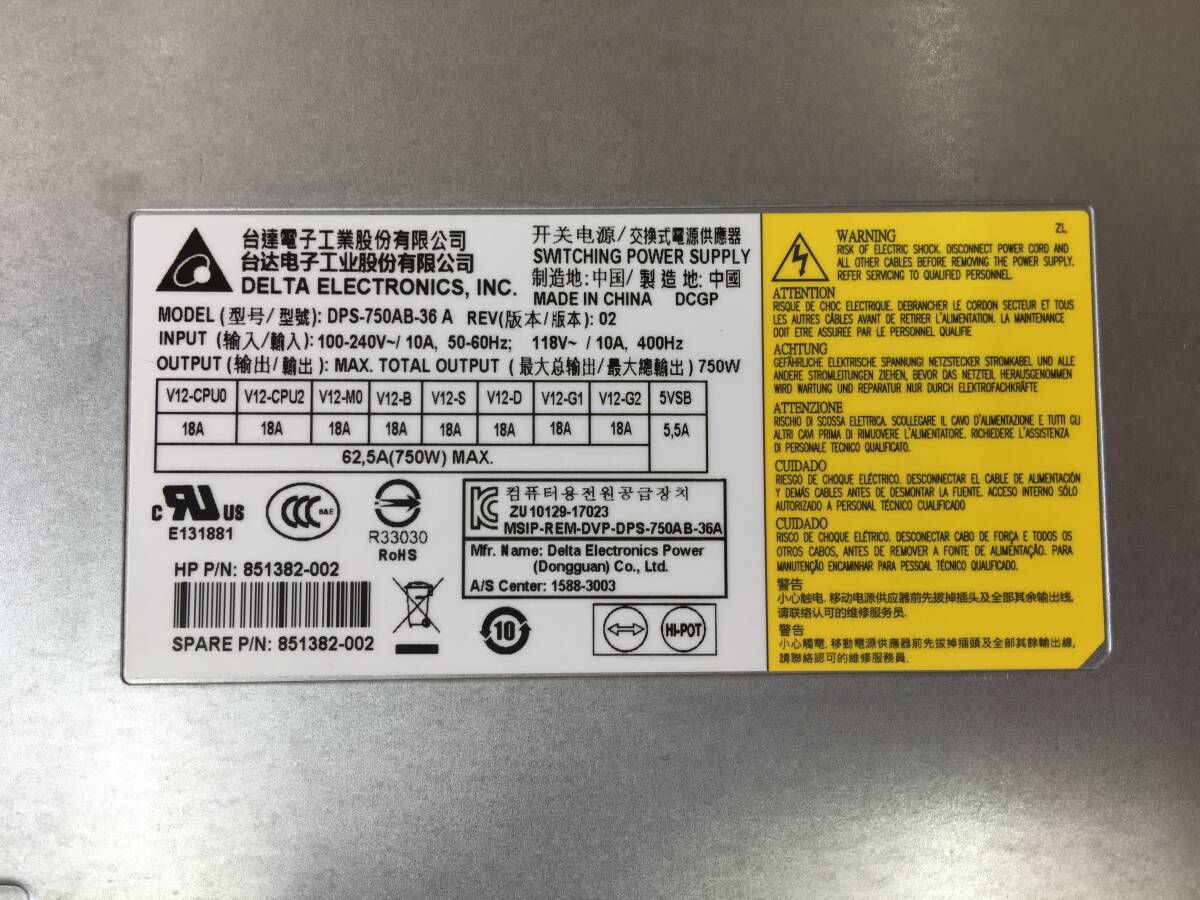 台達電子工業股份有限公司
台达电子工业股份有限公司
DELTA ELECTRONICS, INC.
开关电源/交換式電源供應器
SWITCHING POWER SUPPLY
制造地:中国/製造地:中國
MADE IN CHINA DCGP
MODEL (型号/型號): DPS-750AB-36 A REV(版本/版本): 02
INPUT (输入/輸入): 100-240V~/ 10A, 50-60Hz; 118V~ / 10A, 400Hz
OUTPUT (输出/輸出): MAX. TOTAL OUTPUT (最大总输出/最大總輸出) 750W
V12-CPU0 V12-CPU2 V12-M0 V12-B V12-S V12-D V12-G1 V12-G2 5VSB
18A 18A 18A 18A 18A 18A 18A 18A 5,5A
62,5A(750W) MAX.
c RU US
E131881
CCC S&E
R33030
RoHS
컴퓨터용전원공급장치
ZU10129-17023
MSIP-REM-DVP-DPS-750AB-36A
Mfr. Name: Delta Electronics Power
(Dongguan) Co., Ltd.
A/S Center: 1588-3003
HP P/N: 851382-002
SPARE P/N: 851382-002
10
HI-POT
ZL
WARNING
RISK OF ELECTRIC SHOCK. DISCONNECT POWER CORD AND
ALL OTHER CABLES BEFORE REMOVING THE POWER SUPPLY.
REFER SERVICING TO QUALIFIED PERSONNEL.
ATTENTION
RISQUE DE CHOC ELECTRIQUE. DEBRANCHER LE CORDON SECTEUR ET TOUS
LES AUTRES CÂBLES AVANT DE RETIRER L'ALIMENTATION. LA MAINTENANCE
DOIT ETRE ASSUREE PAR LE PERSONNEL QUALIFIE
ACHTUNG
GEFÄHRLICHE ELEKTRISCHE SPANNUNG! NETZSTECKER STROMKABEL UND ALLE
ANDERE STROMLEITUNGEN ZIEHEN, BEVOR DAS NETZTEIL HERAUSGENOMMEN
WIRD WARTUNG UND REPARATUR NUR DURCH ELEKTROFACHKRÄFTE
ATTENZIONE
RISCHIO DI SCOSSA ELETTRICA. SCOLLEGARE IL CAVO D'ALIMENTAZIONE E TUTTI GLI
ALTRI CAVI PRIMA DI RIMUOVERE L'ALIMENTATORE. RICHIEDERE L'ASSISTENZA
DI PERSONALE TECNICO QUALIFICATO.
CUIDADO
RIESGO DE CHOQUE ELÉCTRICO. DESCONNECTAR EL CABLE DE ALIMENTACIÓN
Y DEMÁS CABLES ANTES DE DESMONTAR LA FUENTE. ACCESO INTERNO SÓLO
AUTORIZADO A PERSONAL TÉCNICO CUALIFICADO
CUIDADO
RISCO DE CHOQUE ELÉTRICO. DESCONECTAR CABO DE FORÇA E TODOS OS
OTROS CABOS, ANTES DE REMOVER A FONTE DE ALIMENTAÇÃO. PARA
MANUTENÇÃO ENCAMINHAR PARA PESSOAL TÉCNICO QUALIFICADO.
警告
小心触电. 移动电源供应器前先拔掉插头及全部其余输出线,
请联络认可的维修服务员.
警告
小心觸電. 移動電源供應器前先拔掉插頭及全部其餘輸出線,
請聯絡認可的維修服務員.